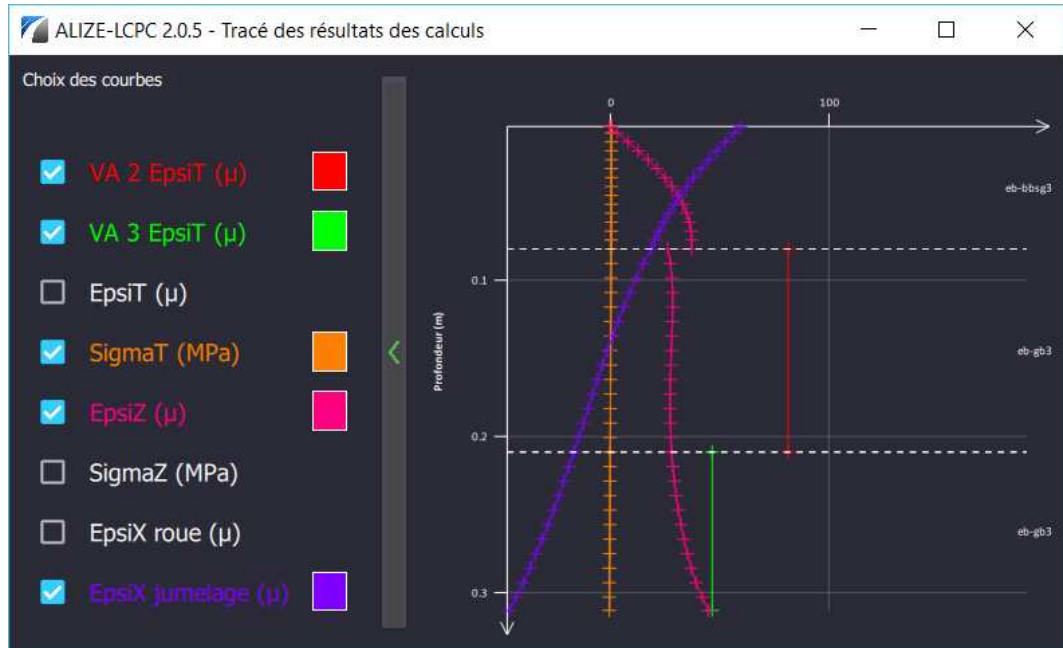 ALIZE-LCPC 2.0.5 - Tracé des résultats des calculs
Choix des courbes
VA 2 EpsiT (μ)
VA 3 EpsiT (μ)
EpsiT (μ)
SigmaT (MPa)
EpsiZ (μ)
SigmaZ (MPa)
EpsiX roue (μ)
EpsiX jumelage (μ)
0
100
eb-bbsg3
0.1
Profondeur (m)
eb-gb3
0.2
eb-gb3
0.3